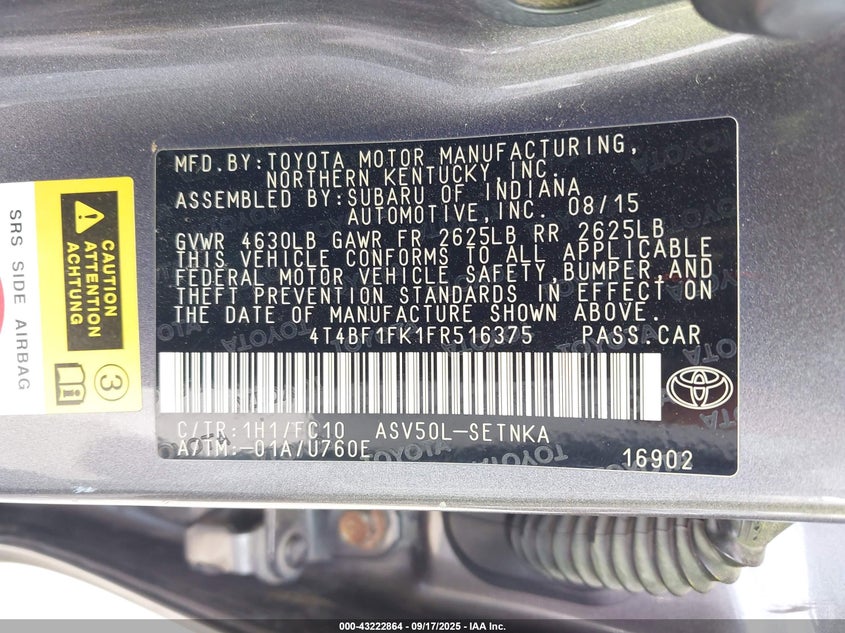 MFD.BY:TOYOTA MOTOR MANUFACTURING,
NORTHERN KENTUCKY, INC.
ASSEMBLED BY:SUBARU OF INDIANA
AUTOMOTIVE,INC. 08/15
GVWR 4630LB GAWR FR 2625LB RR 2625LB
THIS VEHICLE CONFORMS TO ALL APPLICABLE
FEDERAL MOTOR VEHICLE SAFETY,BUMPER,AND
THEFT PREVENTION STANDARDS IN EFFECT ON
THE DATE OF MANUFACTURE SHOWN ABOVE.
4T4BF1FK1FR516375 PASS.CAR
C/TR:1H1/FC10 ASV50L-SETNKA
A/TM:-01A/U760E
16902
SRS SIDE AIRBAG
CAUTION
ATTENTION
ACHTUNG
3
000-43222864 - 09/17/2025 - IAA Inc.